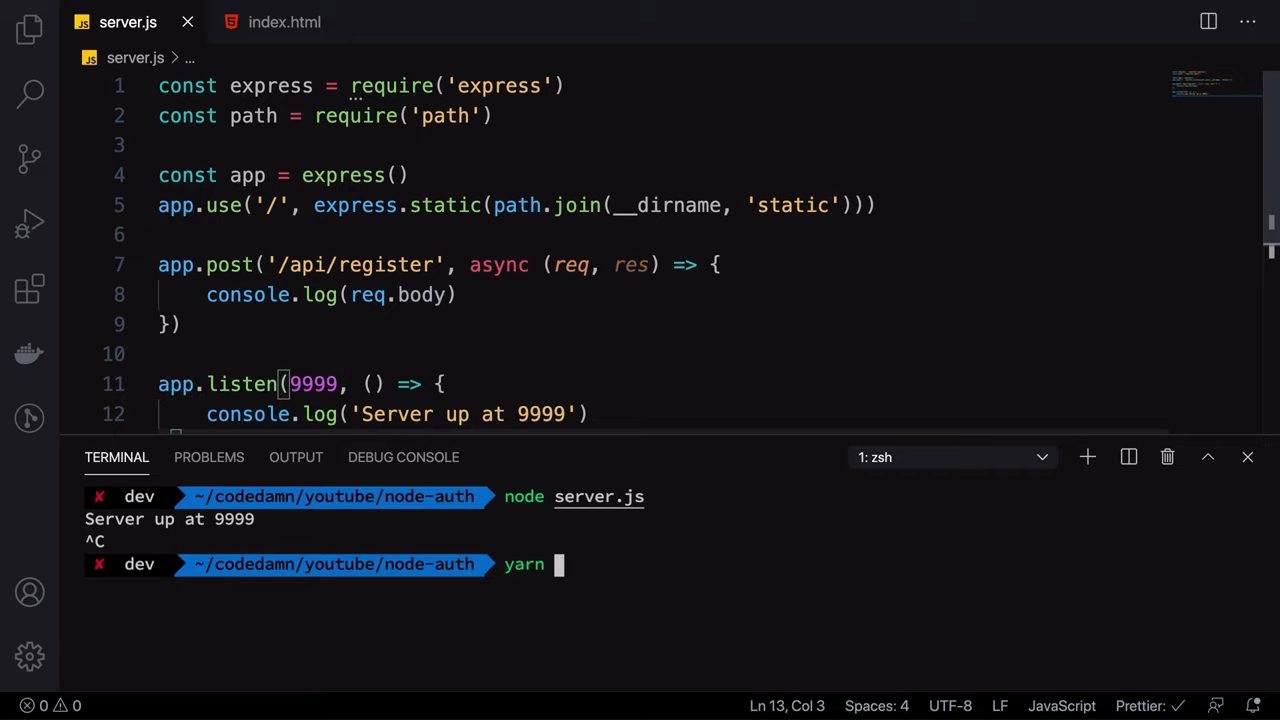 JS server.js × index.html ...
JS server.js > ...
1 const express = require('express')
2 const path = require('path')
3
4 const app = express()
5 app.use('/', express.static(path.join(__dirname, 'static')))
6
7 app.post('/api/register', async (req, res) => {
8 console.log(req.body)
9 })
10
11 app.listen(9999, () => {
12 console.log('Server up at 9999')
TERMINAL PROBLEMS OUTPUT DEBUG CONSOLE 1: zsh
✘ dev ~/codedamn/youtube/node-auth node server.js
Server up at 9999
^C
✘ dev ~/codedamn/youtube/node-auth yarn
0 0 Ln 13, Col 3 Spaces: 4 UTF-8 LF JavaScript Prettier: ✓